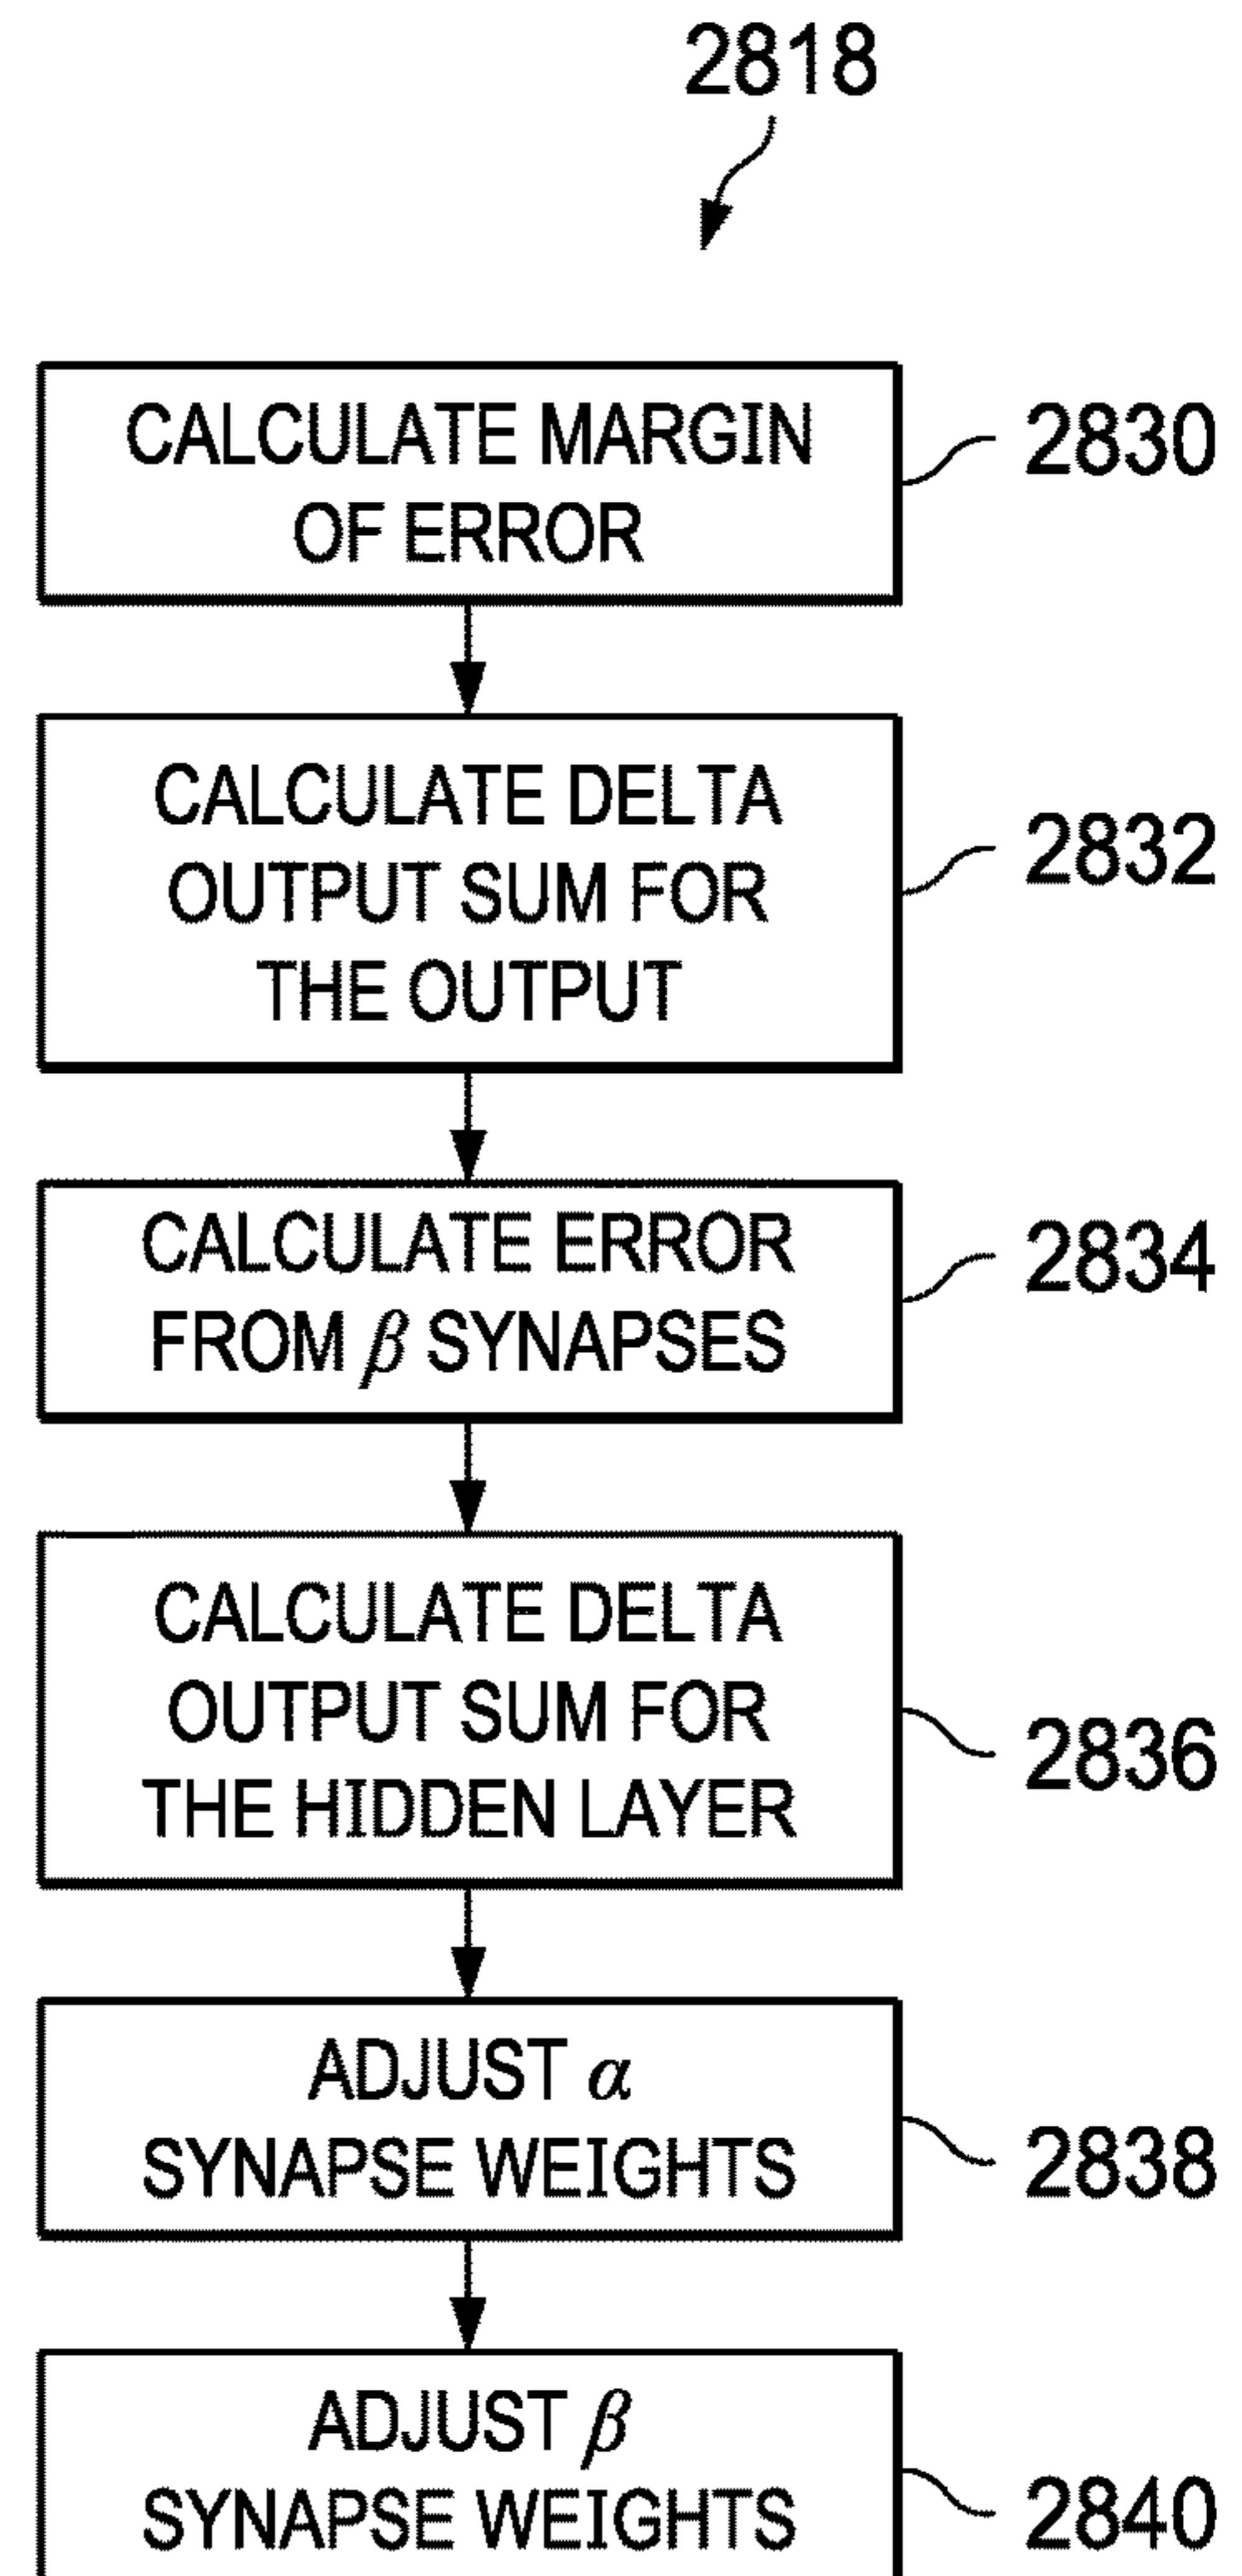 2818
CALCULATE MARGIN
OF ERROR
2830
CALCULATE DELTA
OUTPUT SUM FOR
THE OUTPUT
2832
CALCULATE ERROR
FROM β SYNAPSES
2834
CALCULATE DELTA
OUTPUT SUM FOR
THE HIDDEN LAYER
2836
ADJUST α
SYNAPSE WEIGHTS
2838
ADJUST β
SYNAPSE WEIGHTS
2840